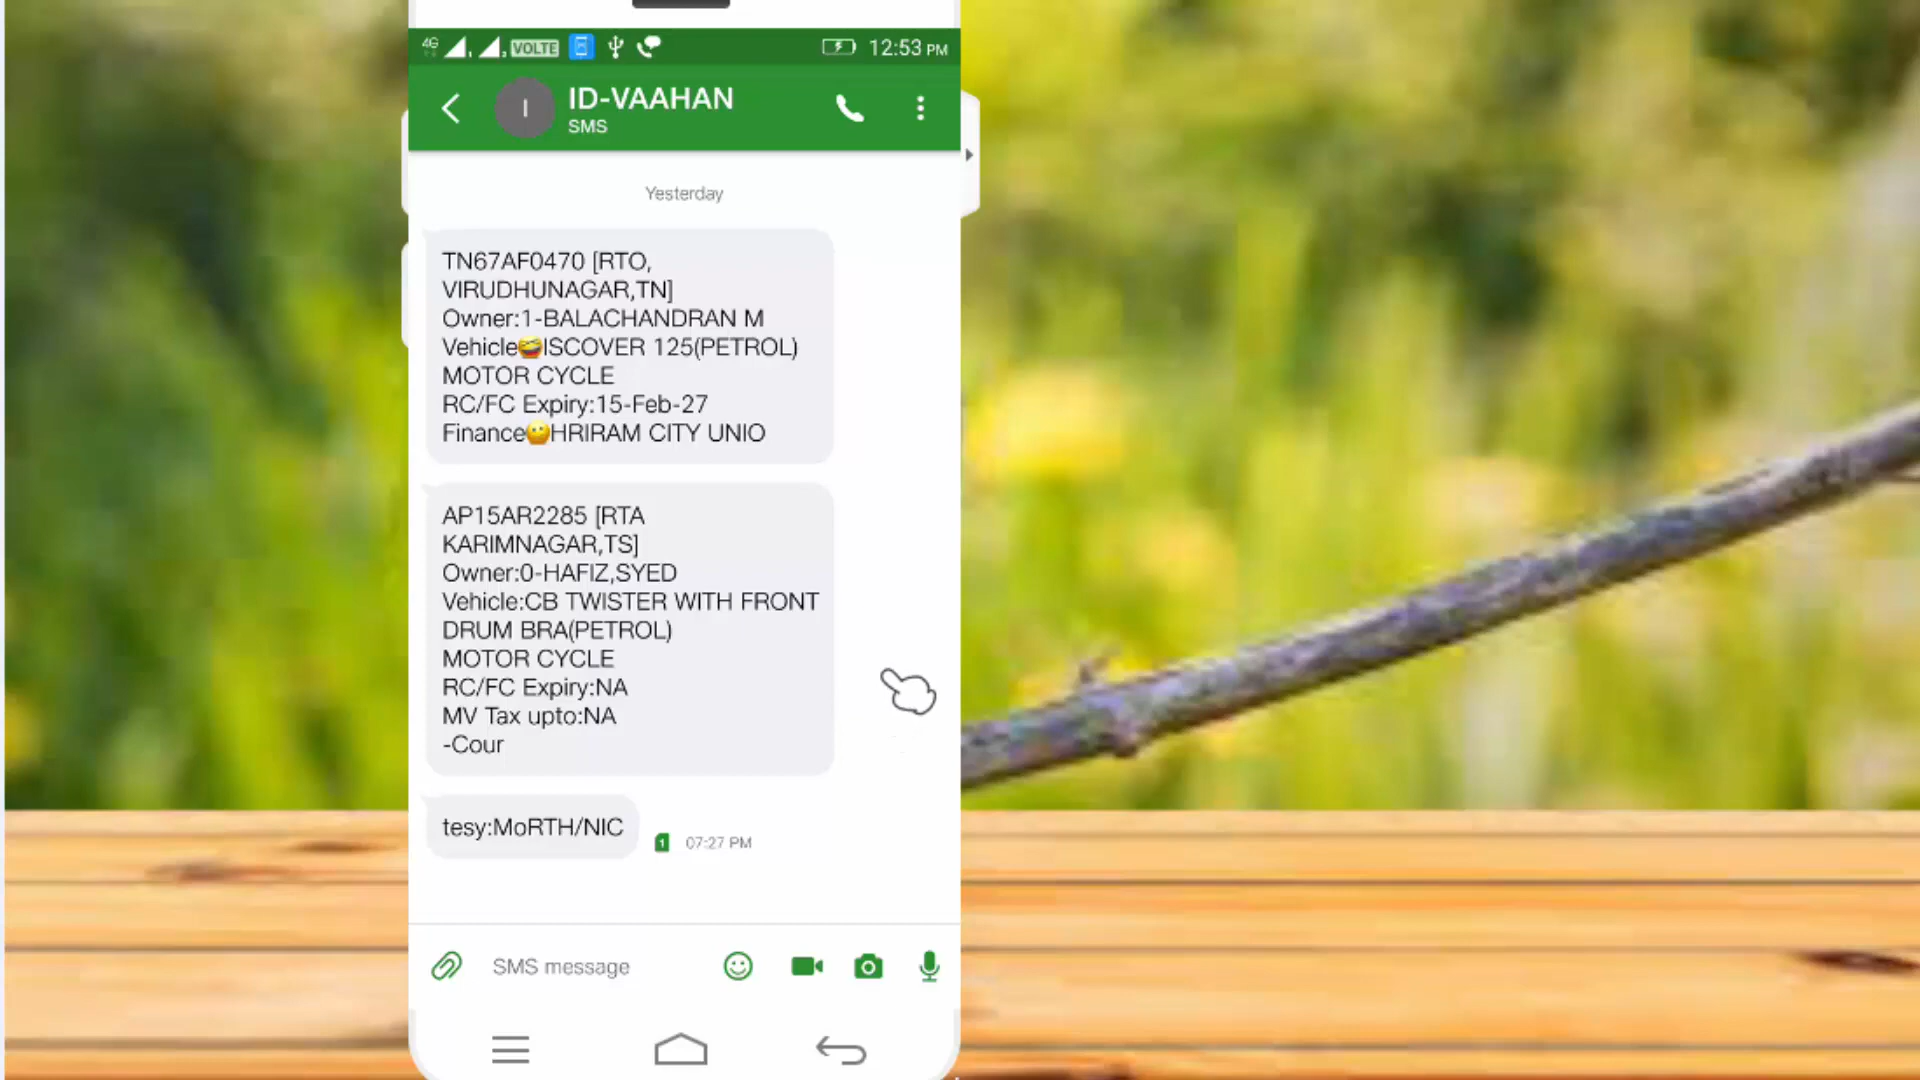 4G VOLTE 12:53 PM
I
ID-VAAHAN
SMS
Yesterday
TN67AF0470 [RTO,
VIRUDHUNAGAR,TN]
Owner:1-BALACHANDRAN M
Vehicle😆ISCOVER 125(PETROL)
MOTOR CYCLE
RC/FC Expiry:15-Feb-27
Finance🙂HRIRAM CITY UNIO
AP15AR2285 [RTA
KARIMNAGAR,TS]
Owner:0-HAFIZ,SYED
Vehicle:CB TWISTER WITH FRONT
DRUM BRA(PETROL)
MOTOR CYCLE
RC/FC Expiry:NA
MV Tax upto:NA
-Cour
tesy:MoRTH/NIC
1 07:27 PM
SMS message